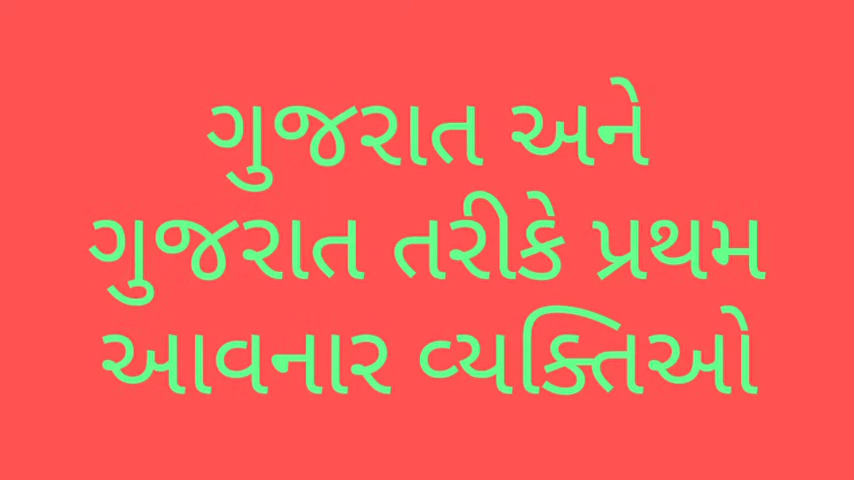 ગુજરાત અને
ગુજરાત તરીકે પ્રથમ
આવનાર વ્યક્તિઓ